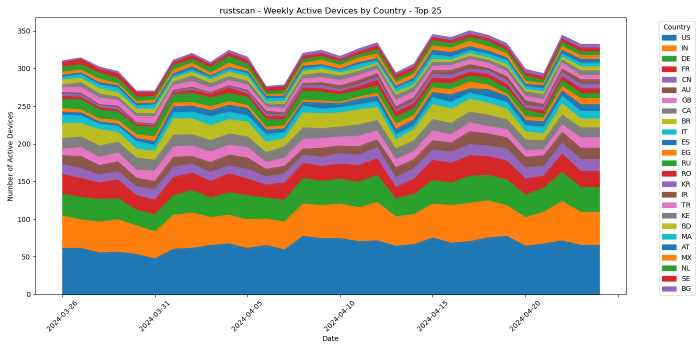 rustscan - Weekly Active Devices by Country - Top 25
Number of Active Devices
350
300
250
200
150
100
50
0
2024-03-26
2024-03-31
2024-04-05
2024-04-10
2024-04-15
2024-04-20
Date
Country
US
IN
DE
FR
CN
AU
GB
CA
BR
IT
ES
EG
RU
RO
KR
IR
TR
KE
BD
MA
AT
MX
NL
SE
BG